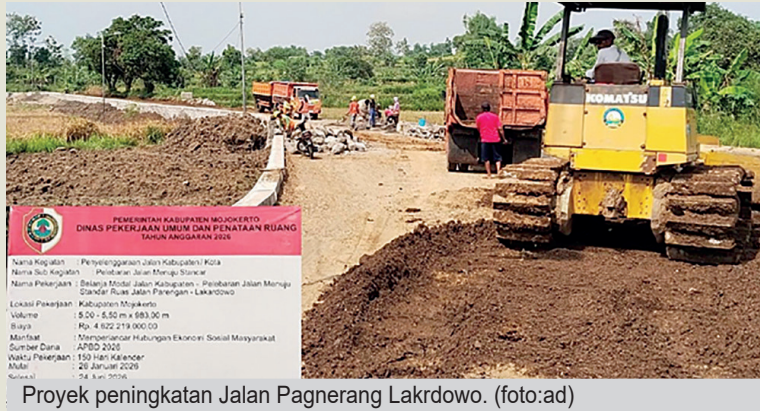 KOMATSU
PEMERINTAH KABUPATEN MOJOKERTO
DINAS PEKERJAAN UMUM DAN PENATAAN RUANG
TAHUN ANGGARAN 2026
Nama Kegiatan : Penyelenggaraan Jalan Kabupaten/Kota
Nama Sub Kegiatan : Pelebaran Jalan Menuju Standar
Nama Pekerjaan : Belanja Modal Jalan Kabupaten - Pelebaran Jalan Menuju
Standar Ruas Jalan Parengan - Lakardowo
Lokasi Pekerjaan : Kabupaten Mojokerto
Volume : 5,00 - 5,50 m x 983,00 m
Biaya : Rp. 4.622.219.000,00
Manfaat : Memperlancar Hubungan Ekonomi Sosial Masyarakat
Sumber Dana : APBD 2026
Waktu Pekerjaan : 150 Hari Kalender
Mulai : 26 Januari 2026
Selesai : 24 Juni 2026
Proyek peningkatan Jalan Pagnerang Lakrdowo. (foto:ad)